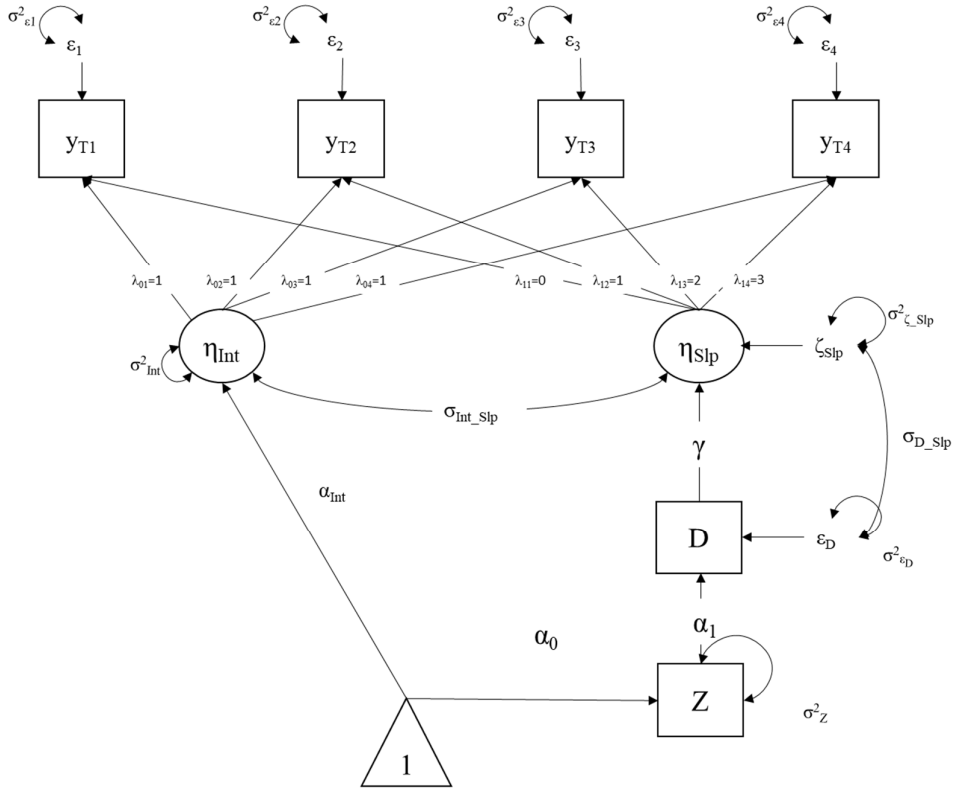 σ²ε1 σ²ε2 σ²ε3 σ²ε4
ε1 ε2 ε3 ε4
yT1 yT2 yT3 yT4
λ01=1 λ02=1 λ03=1 λ04=1 λ11=0 λ12=1 λ13=2 λ14=3
σ²ζ_Slp
σ²Int ηInt ηSlp ζSlp
σInt_Slp
σD_Slp
γ
αInt
D εD
σ²εD
α0 α1
Z
σ²Z
1